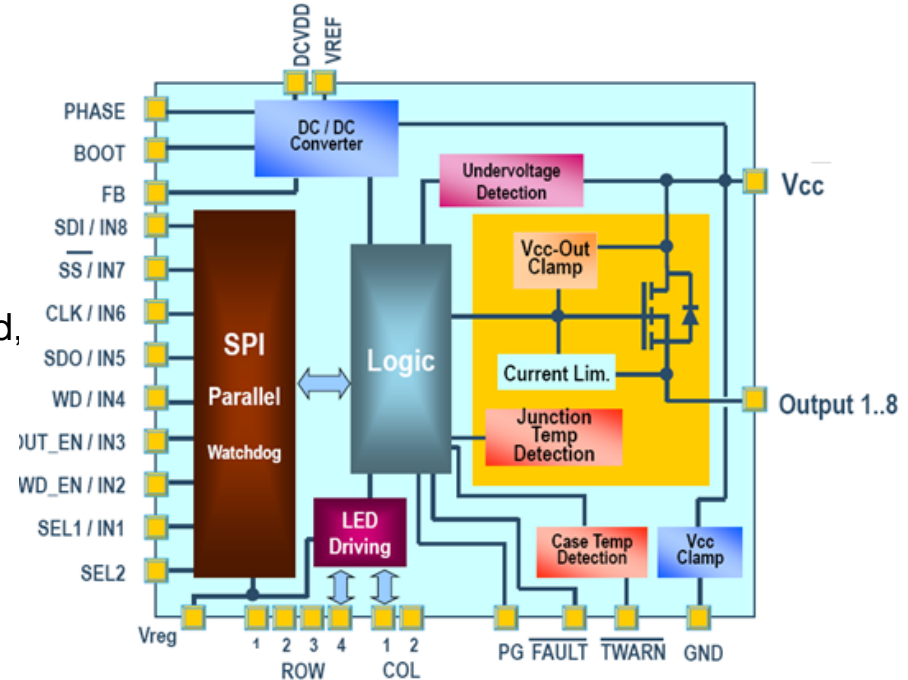 DCVDD
VREF
PHASE
BOOT
FB
SDI / IN8
SS / IN7
CLK / IN6
d,
SDO / IN5
WD / IN4
OUT_EN / IN3
WD_EN / IN2
SEL1 / IN1
SEL2
DC / DC
Converter
Undervoltage
Detection
Vcc
Vcc-Out
Clamp
SPI
Parallel
Watchdog
Logic
Current Lim.
Output 1..8
Junction
Temp
Detection
LED
Driving
Case Temp
Detection
Vcc
Clamp
Vreg
1 2 3 4 1 2
ROW COL
PG FAULT TWARN GND